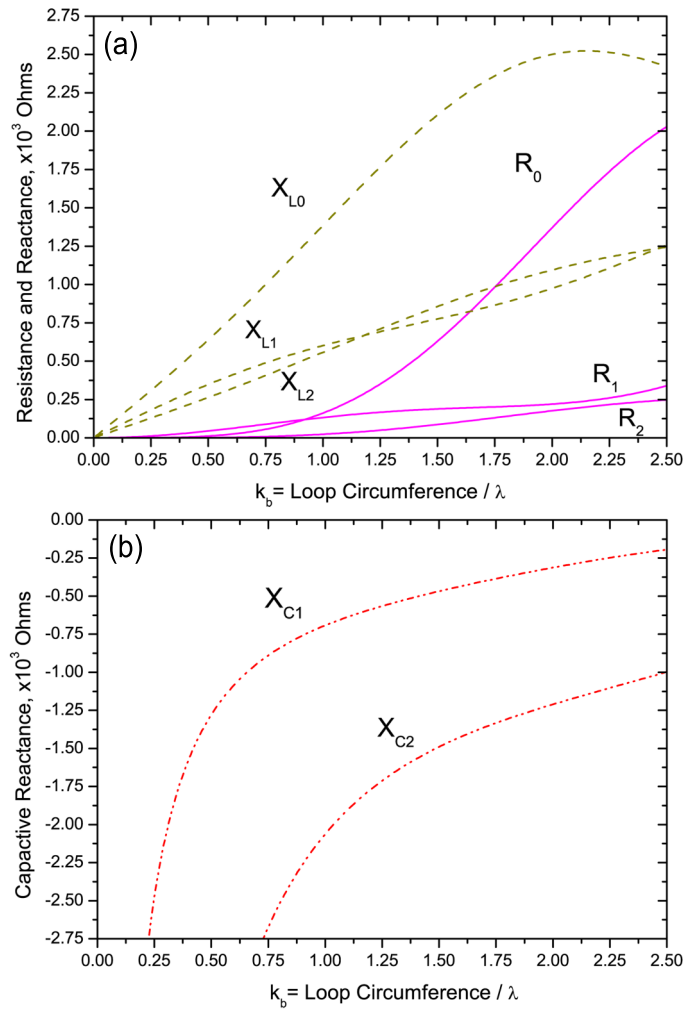 (a)
2.75
2.50
2.25
2.00
1.75
1.50
1.25
1.00
0.75
0.50
0.25
0.00
Resistance and Reactance, x10³ Ohms
X_L0
R_0
X_L1
X_L2
R_1
R_2
0.00 0.25 0.50 0.75 1.00 1.25 1.50 1.75 2.00 2.25 2.50
k_b= Loop Circumference / λ
(b)
0.00
-0.25
-0.50
-0.75
-1.00
-1.25
-1.50
-1.75
-2.00
-2.25
-2.50
-2.75
Capactive Reactance, x10³ Ohms
X_C1
X_C2
0.00 0.25 0.50 0.75 1.00 1.25 1.50 1.75 2.00 2.25 2.50
k_b= Loop Circumference / λ